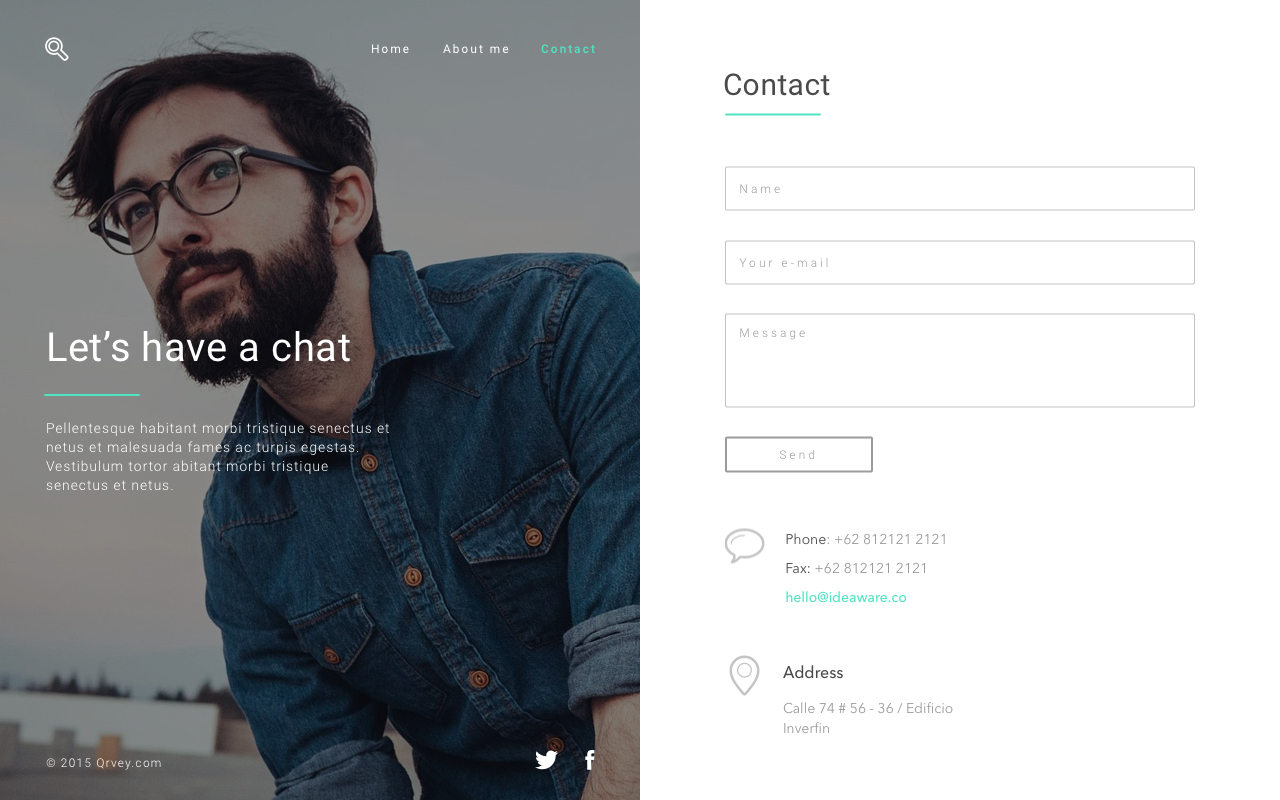 Home About me Contact
Let's have a chat
Pellentesque habitant morbi tristique senectus et
netus et malesuada fames ac turpis egestas.
Vestibulum tortor abitant morbi tristique
senectus et netus.
© 2015 Qrvey.com
Contact
Name
Your e-mail
Message
Send
Phone: +62 812121 2121
Fax: +62 812121 2121
hello@ideaware.co
Address
Calle 74 # 56 - 36 / Edificio
Inverfin